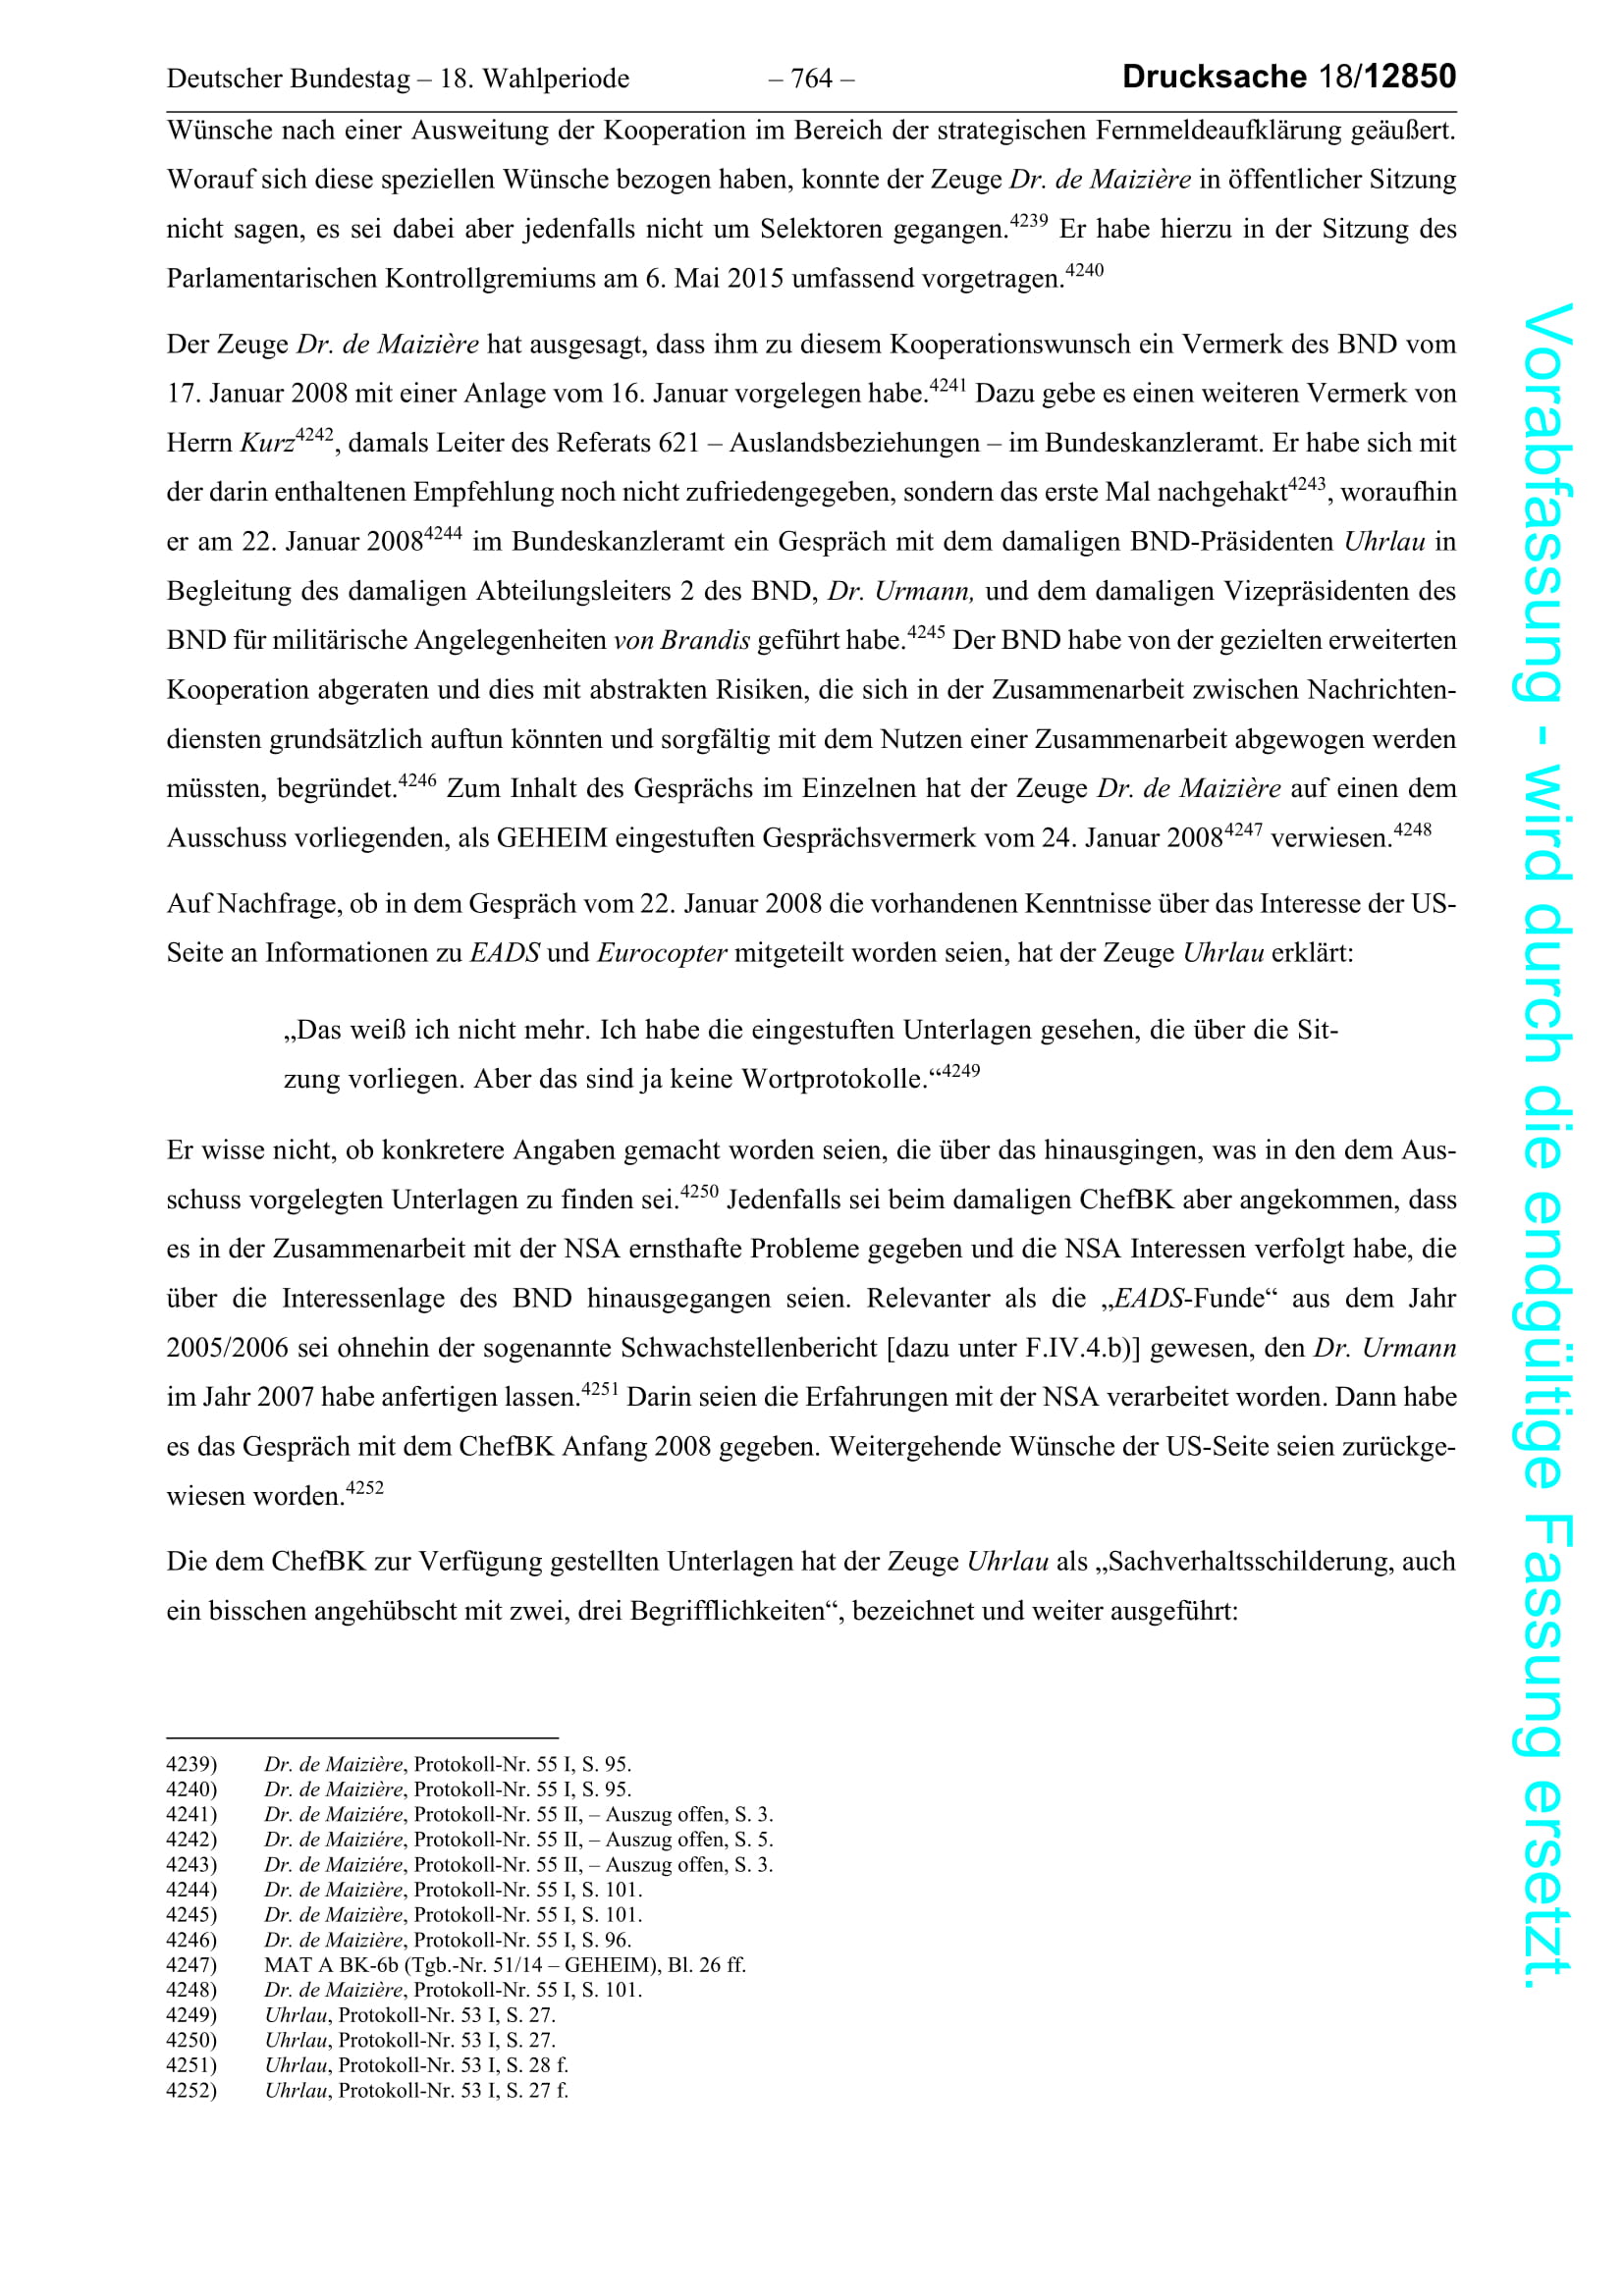 Deutscher Bundestag – 18. Wahlperiode – 764 – Drucksache 18/12850
Wünsche nach einer Ausweitung der Kooperation im Bereich der strategischen Fernmeldeaufklärung geäußert.
Worauf sich diese speziellen Wünsche bezogen haben, konnte der Zeuge Dr. de Maizière in öffentlicher Sitzung
nicht sagen, es sei dabei aber jedenfalls nicht um Selektoren gegangen.4239 Er habe hierzu in der Sitzung des
Parlamentarischen Kontrollgremiums am 6. Mai 2015 umfassend vorgetragen.4240
Der Zeuge Dr. de Maizière hat ausgesagt, dass ihm zu diesem Kooperationswunsch ein Vermerk des BND vom
17. Januar 2008 mit einer Anlage vom 16. Januar vorgelegen habe.4241 Dazu gebe es einen weiteren Vermerk von
Herrn Kurz4242, damals Leiter des Referats 621 – Auslandsbeziehungen – im Bundeskanzleramt. Er habe sich mit
der darin enthaltenen Empfehlung noch nicht zufriedengegeben, sondern das erste Mal nachgehakt4243, woraufhin
er am 22. Januar 20084244 im Bundeskanzleramt ein Gespräch mit dem damaligen BND-Präsidenten Uhrlau in
Begleitung des damaligen Abteilungsleiters 2 des BND, Dr. Urmann, und dem damaligen Vizepräsidenten des
BND für militärische Angelegenheiten von Brandis geführt habe.4245 Der BND habe von der gezielten erweiterten
Kooperation abgeraten und dies mit abstrakten Risiken, die sich in der Zusammenarbeit zwischen Nachrichten-
diensten grundsätzlich auftun könnten und sorgfältig mit dem Nutzen einer Zusammenarbeit abgewogen werden
müssten, begründet.4246 Zum Inhalt des Gesprächs im Einzelnen hat der Zeuge Dr. de Maizière auf einen dem
Ausschuss vorliegenden, als GEHEIM eingestuften Gesprächsvermerk vom 24. Januar 20084247 verwiesen.4248
Auf Nachfrage, ob in dem Gespräch vom 22. Januar 2008 die vorhandenen Kenntnisse über das Interesse der US-
Seite an Informationen zu EADS und Eurocopter mitgeteilt worden seien, hat der Zeuge Uhrlau erklärt:
„Das weiß ich nicht mehr. Ich habe die eingestuften Unterlagen gesehen, die über die Sit-
zung vorliegen. Aber das sind ja keine Wortprotokolle.“4249
Er wisse nicht, ob konkretere Angaben gemacht worden seien, die über das hinausgingen, was in den dem Aus-
schuss vorgelegten Unterlagen zu finden sei.4250 Jedenfalls sei beim damaligen ChefBK aber angekommen, dass
es in der Zusammenarbeit mit der NSA ernsthafte Probleme gegeben und die NSA Interessen verfolgt habe, die
über die Interessenlage des BND hinausgegangen seien. Relevanter als die „EADS-Funde“ aus dem Jahr
2005/2006 sei ohnehin der sogenannte Schwachstellenbericht [dazu unter F.IV.4.b)] gewesen, den Dr. Urmann
im Jahr 2007 habe anfertigen lassen.4251 Darin seien die Erfahrungen mit der NSA verarbeitet worden. Dann habe
es das Gespräch mit dem ChefBK Anfang 2008 gegeben. Weitergehende Wünsche der US-Seite seien zurückge-
wiesen worden.4252
Die dem ChefBK zur Verfügung gestellten Unterlagen hat der Zeuge Uhrlau als „Sachverhaltsschilderung, auch
ein bisschen angehübscht mit zwei, drei Begrifflichkeiten“, bezeichnet und weiter ausgeführt:
4239) Dr. de Maizière, Protokoll-Nr. 55 I, S. 95.
4240) Dr. de Maizière, Protokoll-Nr. 55 I, S. 95.
4241) Dr. de Maiziére, Protokoll-Nr. 55 II, – Auszug offen, S. 3.
4242) Dr. de Maiziére, Protokoll-Nr. 55 II, – Auszug offen, S. 5.
4243) Dr. de Maiziére, Protokoll-Nr. 55 II, – Auszug offen, S. 3.
4244) Dr. de Maizière, Protokoll-Nr. 55 I, S. 101.
4245) Dr. de Maizière, Protokoll-Nr. 55 I, S. 101.
4246) Dr. de Maizière, Protokoll-Nr. 55 I, S. 96.
4247) MAT A BK-6b (Tgb.-Nr. 51/14 – GEHEIM), Bl. 26 ff.
4248) Dr. de Maizière, Protokoll-Nr. 55 I, S. 101.
4249) Uhrlau, Protokoll-Nr. 53 I, S. 27.
4250) Uhrlau, Protokoll-Nr. 53 I, S. 27.
4251) Uhrlau, Protokoll-Nr. 53 I, S. 28 f.
4252) Uhrlau, Protokoll-Nr. 53 I, S. 27 f.
Vorabfassung - wird durch die endgültige Fassung ersetzt.